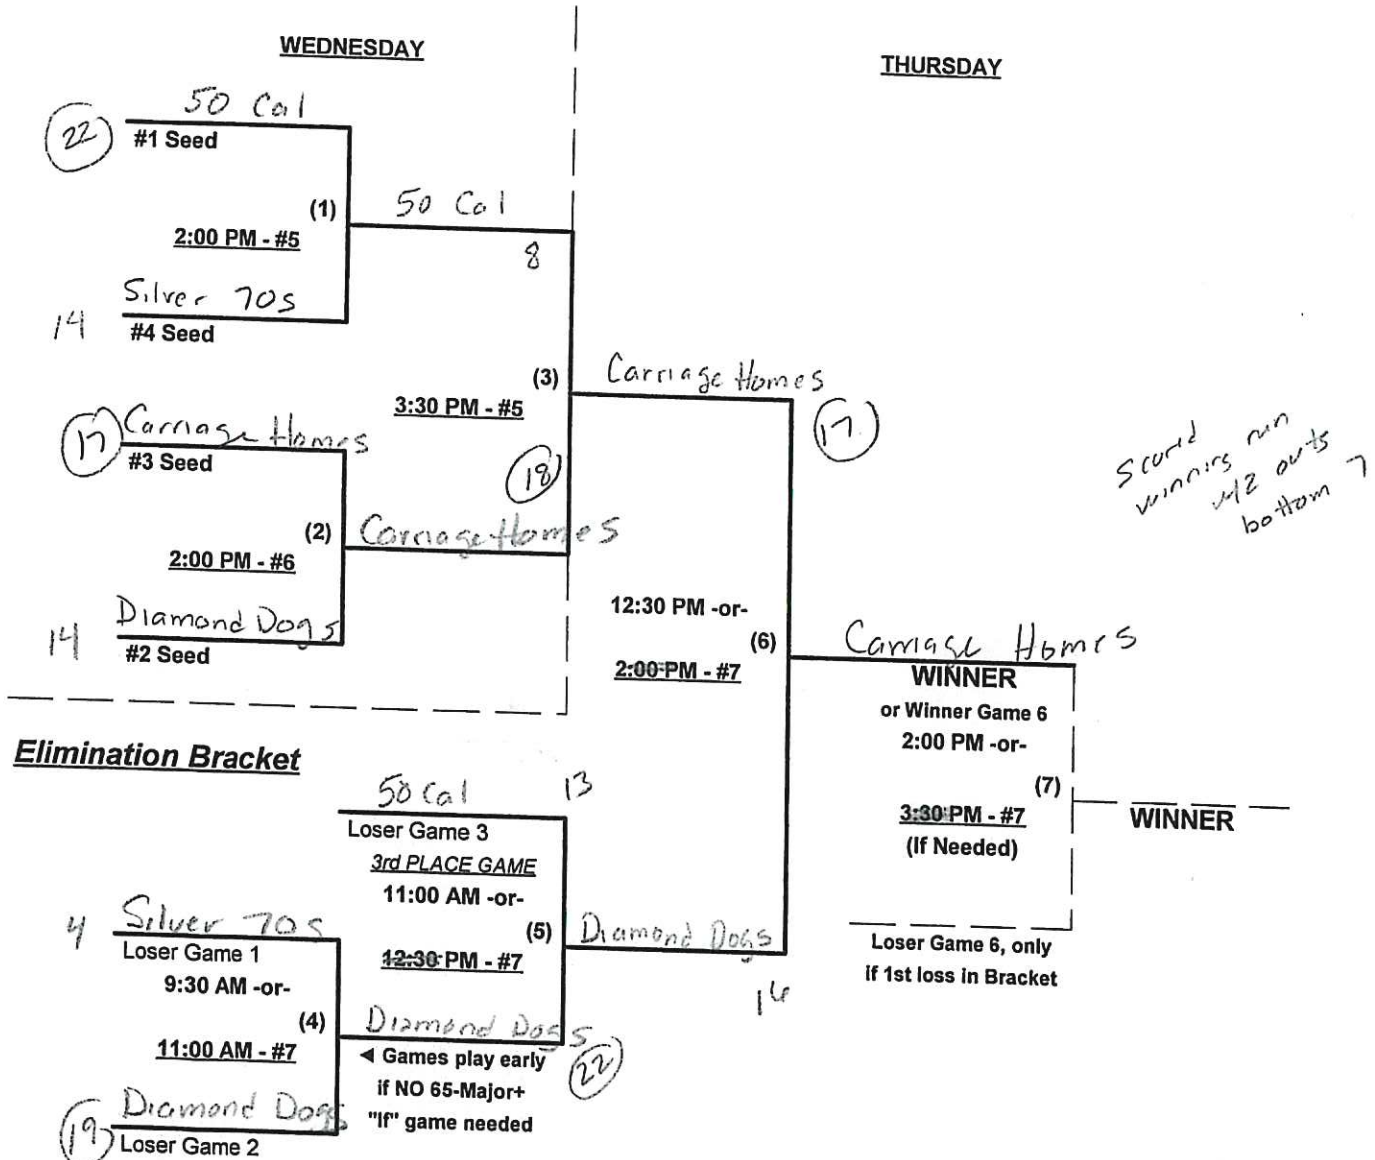 WEDNESDAY
THURSDAY
50 Cal
22
#1 Seed
(1)
2:00 PM - #5
50 Cal
8
Silver 70s
14
#4 Seed
(3)
3:30 PM - #5
Carriage Homes
17
Carriage Homes
17
#3 Seed
18
(2)
2:00 PM - #6
Carriage Homes
Diamond Dogs
14
#2 Seed
Scored
winning run
w/2 outs
bottom 7
12:30 PM -or-
(6)
2:00 PM - #7
Carriage Homes
WINNER
or Winner Game 6
2:00 PM -or-
(7)
3:30 PM - #7
(If Needed)
WINNER
Loser Game 6, only
if 1st loss in Bracket
Elimination Bracket
50 Cal
13
Loser Game 3
3rd PLACE GAME
11:00 AM -or-
(5)
12:30 PM - #7
Diamond Dogs
16
4
Silver 70s
Loser Game 1
9:30 AM -or-
(4)
11:00 AM - #7
Diamond Dogs
22
◄ Games play early
if NO 65-Major+
"If" game needed
Diamond Dogs
19
Loser Game 2